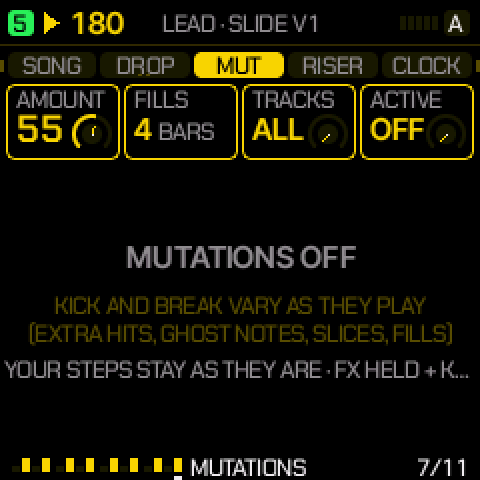 5 180 LEAD · SLIDE V1 A
SONG DROP MUT RISER CLOCK
AMOUNT FILLS TRACKS ACTIVE
55 4 BARS ALL OFF
MUTATIONS OFF
KICK AND BREAK VARY AS THEY PLAY
(EXTRA HITS, GHOST NOTES, SLICES, FILLS)
YOUR STEPS STAY AS THEY ARE · FX HELD + K...
MUTATIONS 7/11